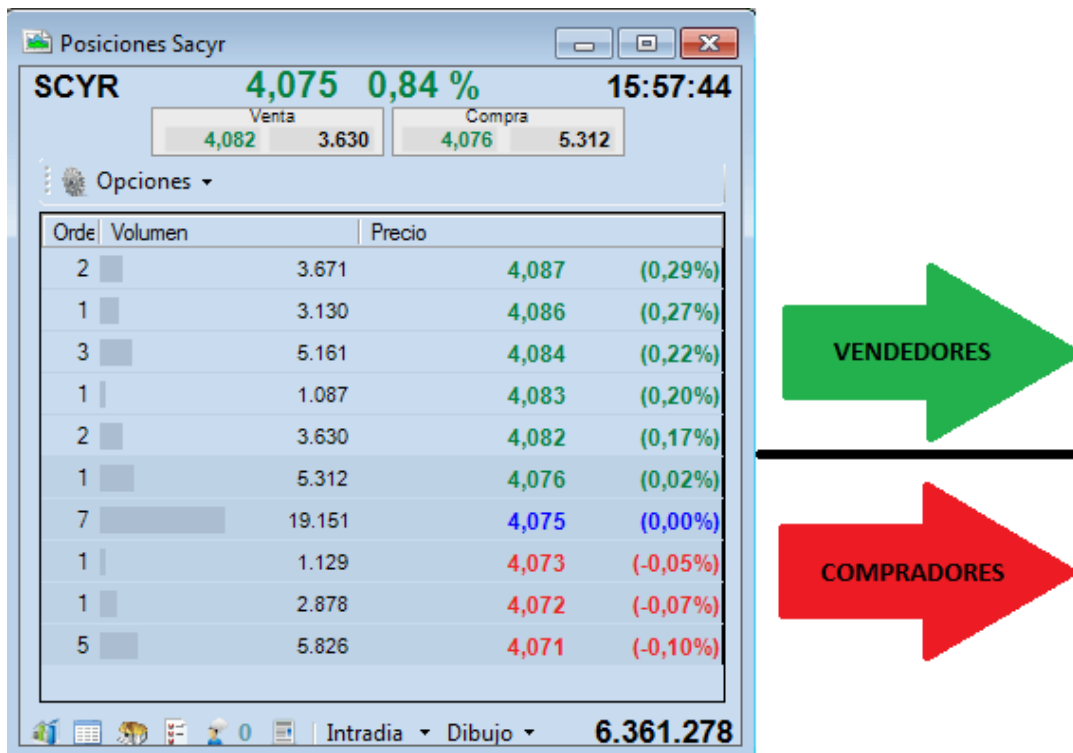 Posiciones Sacyr
SCYR 4,075 0,84 % 15:57:44
Venta Compra
4,082 3.630 4,076 5.312
Opciones
Orde Volumen Precio
2 3.671 4,087 (0,29%)
1 3.130 4,086 (0,27%)
3 5.161 4,084 (0,22%)
1 1.087 4,083 (0,20%)
2 3.630 4,082 (0,17%)
1 5.312 4,076 (0,02%)
7 19.151 4,075 (0,00%)
1 1.129 4,073 (-0,05%)
1 2.878 4,072 (-0,07%)
5 5.826 4,071 (-0,10%)
0 Intradia Dibujo 6.361.278
VENDEDORES
COMPRADORES